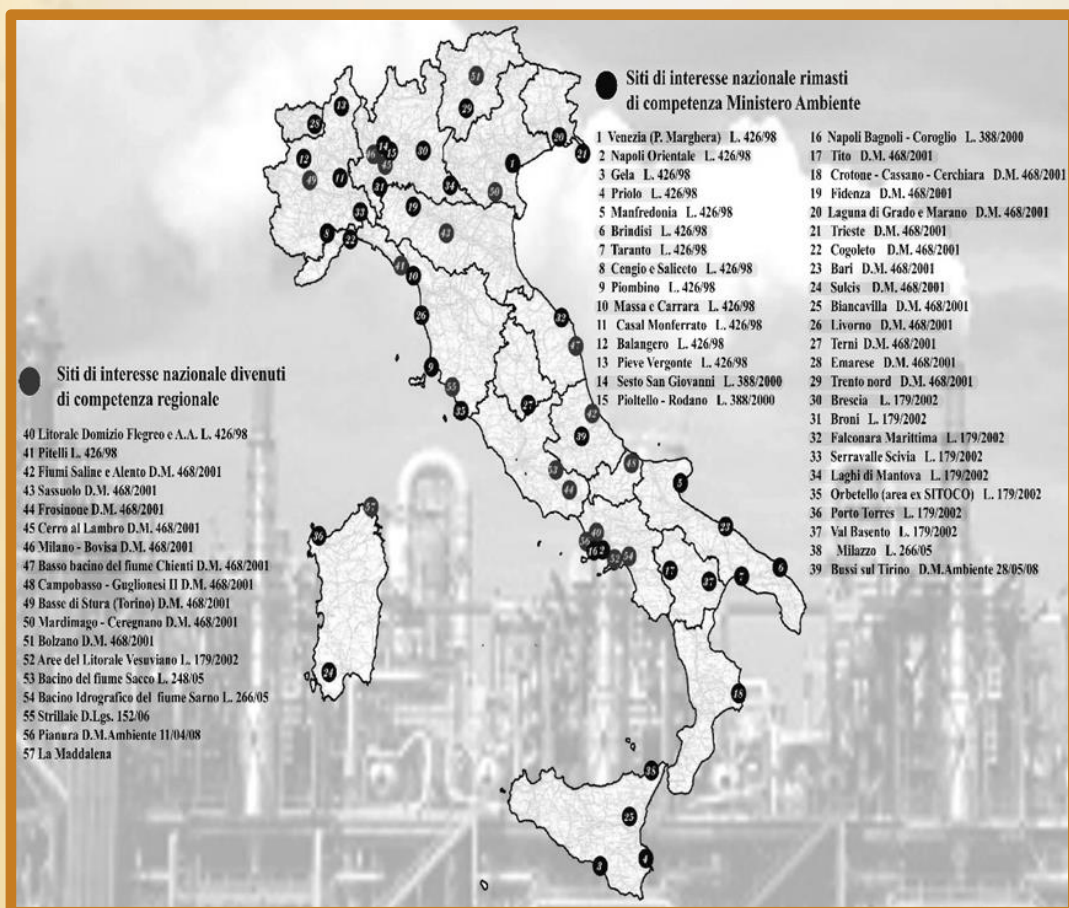 Siti di interesse nazionale rimasti
di competenza Ministero Ambiente
1 Venezia (P. Marghera) L. 426/98
2 Napoli Orientale L. 426/98
3 Gela L. 426/98
4 Priolo L. 426/98
5 Manfredonia L. 426/98
6 Brindisi L. 426/98
7 Taranto L. 426/98
8 Cengio e Saliceto L. 426/98
9 Piombino L. 426/98
10 Massa e Carrara L. 426/98
11 Casal Monferrato L. 426/98
12 Balangero L. 426/98
13 Pieve Vergonte L. 426/98
14 Sesto San Giovanni L. 388/2000
15 Pioltello - Rodano L. 388/2000
16 Napoli Bagnoli - Coroglio L. 388/2000
17 Tito D.M. 468/2001
18 Crotone - Cassano - Cerchiara D.M. 468/2001
19 Fidenza D.M. 468/2001
20 Laguna di Grado e Marano D.M. 468/2001
21 Trieste D.M. 468/2001
22 Cogoleto D.M. 468/2001
23 Bari D.M. 468/2001
24 Sulcis D.M. 468/2001
25 Biancavilla D.M. 468/2001
26 Livorno D.M. 468/2001
27 Terni D.M. 468/2001
28 Emarese D.M. 468/2001
29 Trento nord D.M. 468/2001
30 Brescia L. 179/2002
31 Broni L. 179/2002
32 Falconara Marittima L. 179/2002
33 Serravalle Scivia L. 179/2002
34 Laghi di Mantova L. 179/2002
35 Orbetello (area ex SITOCO) L. 179/2002
36 Porto Torres L. 179/2002
37 Val Basento L. 179/2002
38 Milazzo L. 266/05
39 Bussi sul Tirino D.M.Ambiente 28/05/08
Siti di interesse nazionale divenuti
di competenza regionale
40 Litorale Domizio Flegreo e A.A. L. 426/98
41 Pitelli L. 426/98
42 Fiumi Saline e Alento D.M. 468/2001
43 Sassuolo D.M. 468/2001
44 Frosinone D.M. 468/2001
45 Cerro al Lambro D.M. 468/2001
46 Milano - Bovisa D.M. 468/2001
47 Basso bacino del fiume Chienti D.M. 468/2001
48 Campobasso - Guglionesi II D.M. 468/2001
49 Basse di Stura (Torino) D.M. 468/2001
50 Mardimago - Ceregnano D.M. 468/2001
51 Bolzano D.M. 468/2001
52 Aree del Litorale Vesuviano L. 179/2002
53 Bacino del fiume Sacco L. 248/05
54 Bacino Idrografico del fiume Sarno L. 266/05
55 Strillaie D.Lgs. 152/06
56 Pianura D.M.Ambiente 11/04/08
57 La Maddalena